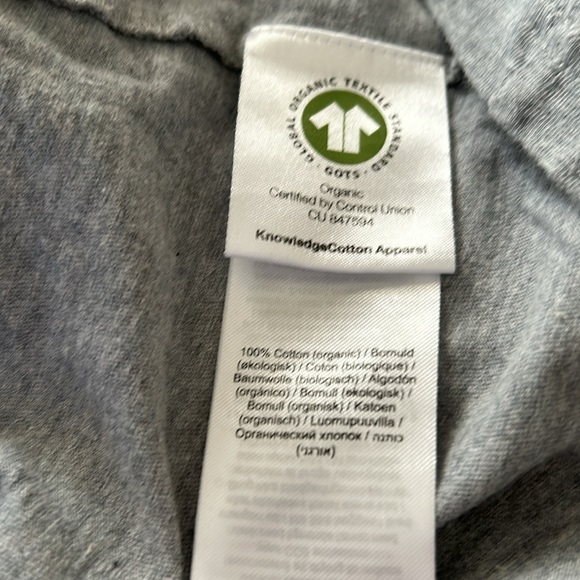 GLOBAL ORGANIC TEXTILE STANDARD · GOTS ·
Organic
Certified by Control Union
CU 847594
KnowledgeCotton Apparel
100% Cotton (organic) / Bomuld
(økologisk) / Coton (biologique) /
Baumwolle (biologisch) / Algodón
(orgánico) / Bomull (økologisk) /
Bomull (organisk) / Katoen
(organisch) / Luomupuuvilla /
Органический хлопок / כותנה
(אורגני)